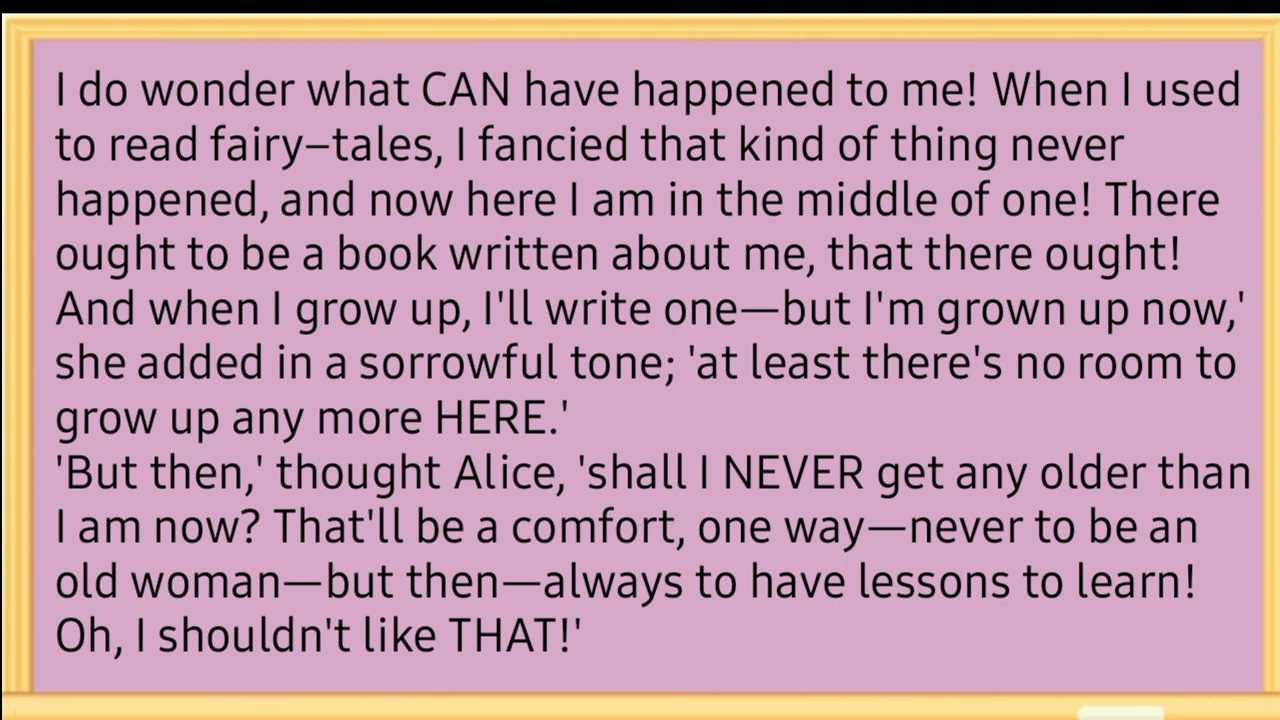 I do wonder what CAN have happened to me! When I used
to read fairy–tales, I fancied that kind of thing never
happened, and now here I am in the middle of one! There
ought to be a book written about me, that there ought!
And when I grow up, I'll write one—but I'm grown up now,'
she added in a sorrowful tone; 'at least there's no room to
grow up any more HERE.'
'But then,' thought Alice, 'shall I NEVER get any older than
I am now? That'll be a comfort, one way—never to be an
old woman—but then—always to have lessons to learn!
Oh, I shouldn't like THAT!'